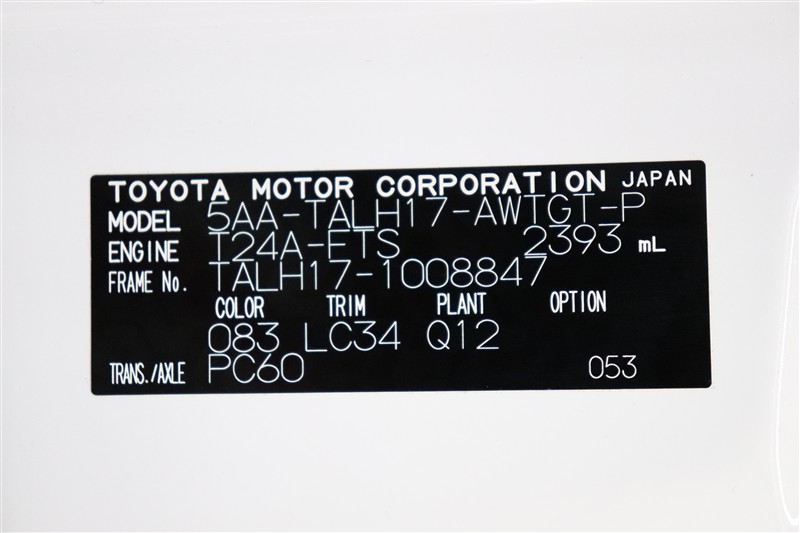 TOYOTA MOTOR CORPORATION JAPAN
MODEL 5AA-TALH17-AWTGT-P
ENGINE T24A-FTS 2393 mL
FRAME No. TALH17-1008847
COLOR TRIM PLANT OPTION
083 LC34 Q12
TRANS./AXLE PC60 053